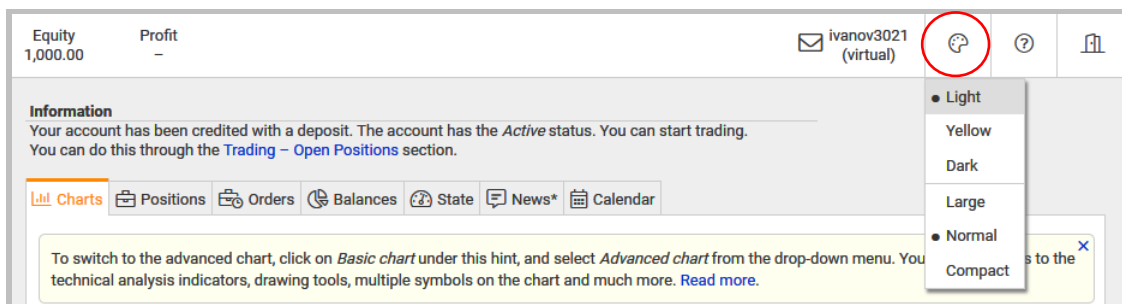 Equity
1,000.00
Profit
–
ivanov3021
(virtual)
Light
Yellow
Dark
Large
Normal
Compact
Information
Your account has been credited with a deposit. The account has the Active status. You can start trading.
You can do this through the Trading – Open Positions section.
Charts
Positions
Orders
Balances
State
News*
Calendar
To switch to the advanced chart, click on Basic chart under this hint, and select Advanced chart from the drop-down menu. You s to the
technical analysis indicators, drawing tools, multiple symbols on the chart and much more. Read more.